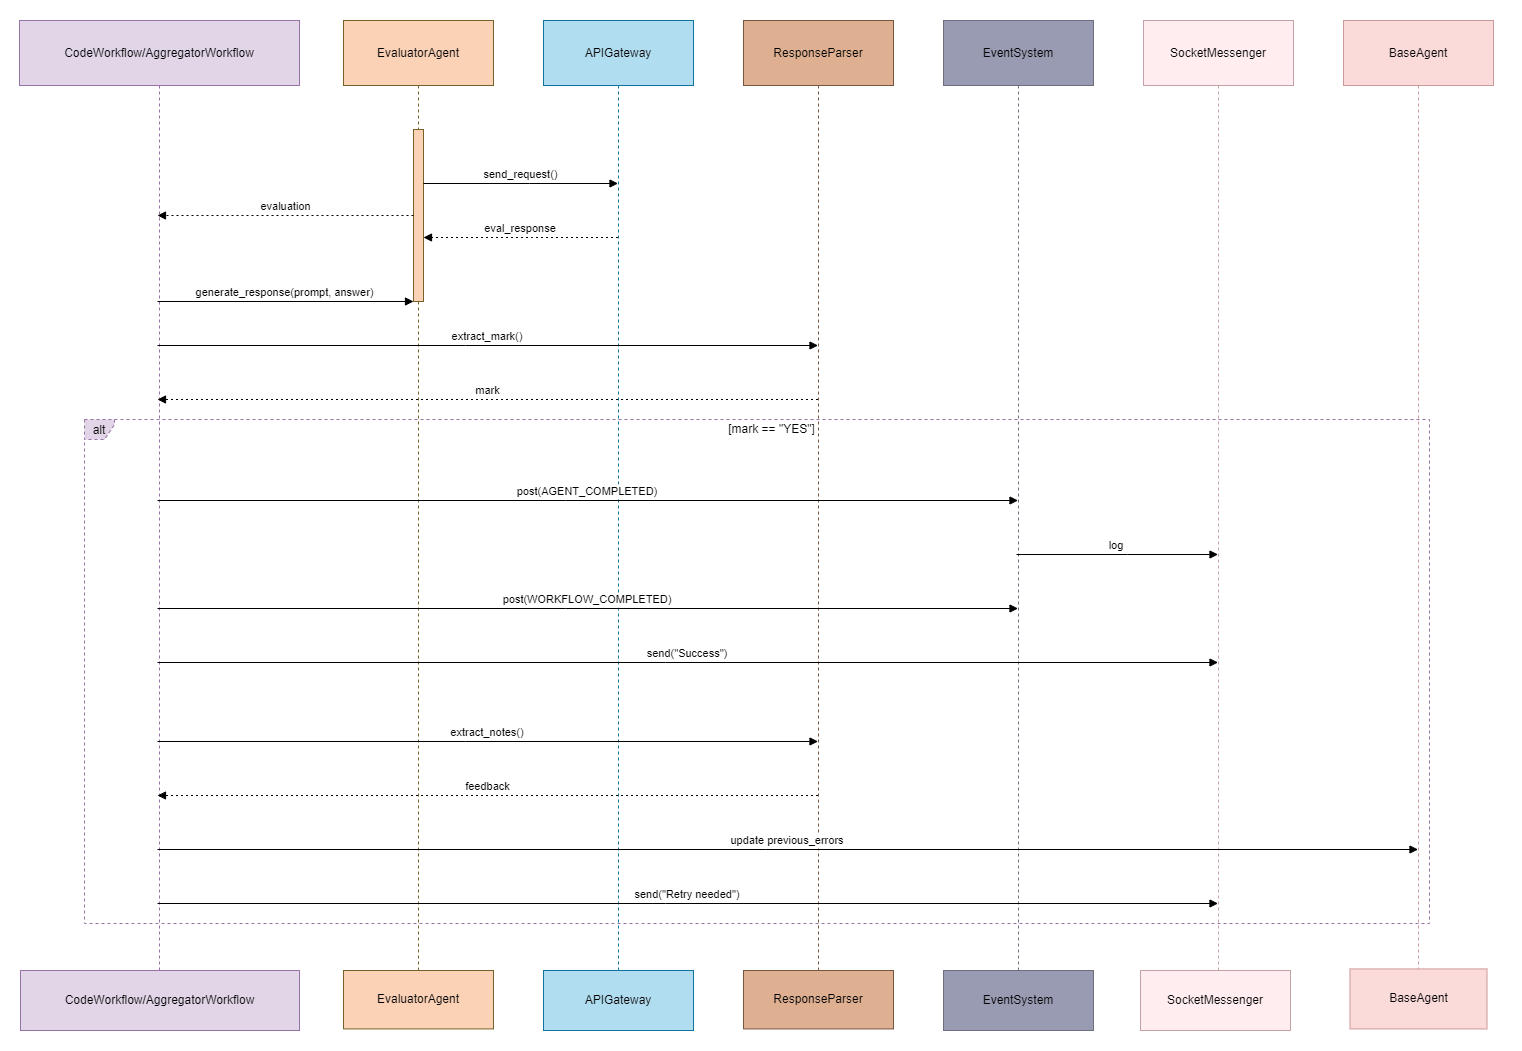 CodeWorkflow/AggregatorWorkflow
EvaluatorAgent
APIGateway
ResponseParser
EventSystem
SocketMessenger
BaseAgent
send_request()
evaluation
eval_response
generate_response(prompt, answer)
extract_mark()
mark
alt
[mark == "YES"]
post(AGENT_COMPLETED)
log
post(WORKFLOW_COMPLETED)
send("Success")
extract_notes()
feedback
update previous_errors
send("Retry needed")
CodeWorkflow/AggregatorWorkflow
EvaluatorAgent
APIGateway
ResponseParser
EventSystem
SocketMessenger
BaseAgent